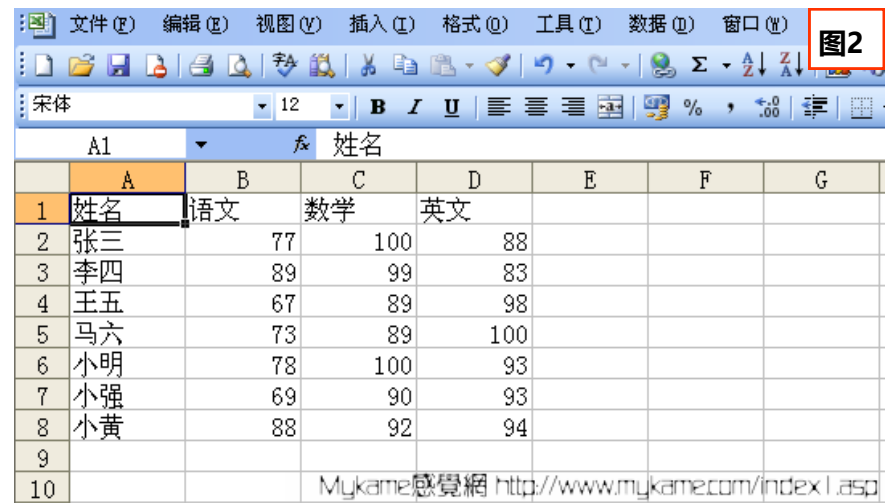 文件(F) 编辑(E) 视图(V) 插入(I) 格式(O) 工具(T) 数据(D) 窗口(W)
图2
宋体 12 B I U % ,
A1 fx 姓名
A B C D E F G
1 姓名 语文 数学 英文
2 张三 77 100 88
3 李四 89 99 83
4 王五 67 89 98
5 马六 73 89 100
6 小明 78 100 93
7 小强 69 90 93
8 小黄 88 92 94
9
10
Mykame感覺網 http://www.mykame.com/index1.asp